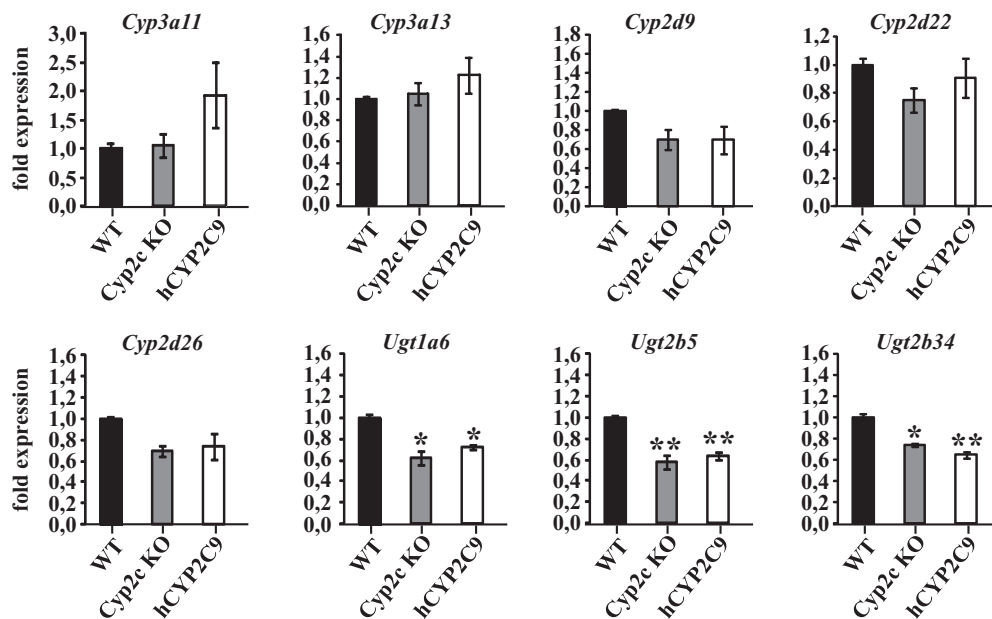 Cyp3a11
fold expression
3,0
2,5
2,0
1,5
1,0
0,5
0,0
WT
Cyp2c KO
hCYP2C9
Cyp3a13
1,6
1,4
1,2
1,0
0,8
0,6
0,4
0,2
0,0
WT
Cyp2c KO
hCYP2C9
Cyp2d9
1,8
1,6
1,4
1,2
1,0
0,8
0,6
0,4
0,2
0,0
WT
Cyp2c KO
hCYP2C9
Cyp2d22
1,2
1,0
0,8
0,6
0,4
0,2
0,0
WT
Cyp2c KO
hCYP2C9
Cyp2d26
fold expression
1,6
1,4
1,2
1,0
0,8
0,6
0,4
0,2
0,0
WT
Cyp2c KO
hCYP2C9
Ugt1a6
1,6
1,4
1,2
1,0
0,8
0,6
0,4
0,2
0,0
*
*
WT
Cyp2c KO
hCYP2C9
Ugt2b5
1,6
1,4
1,2
1,0
0,8
0,6
0,4
0,2
0,0
**
**
WT
Cyp2c KO
hCYP2C9
Ugt2b34
1,6
1,4
1,2
1,0
0,8
0,6
0,4
0,2
0,0
*
**
WT
Cyp2c KO
hCYP2C9